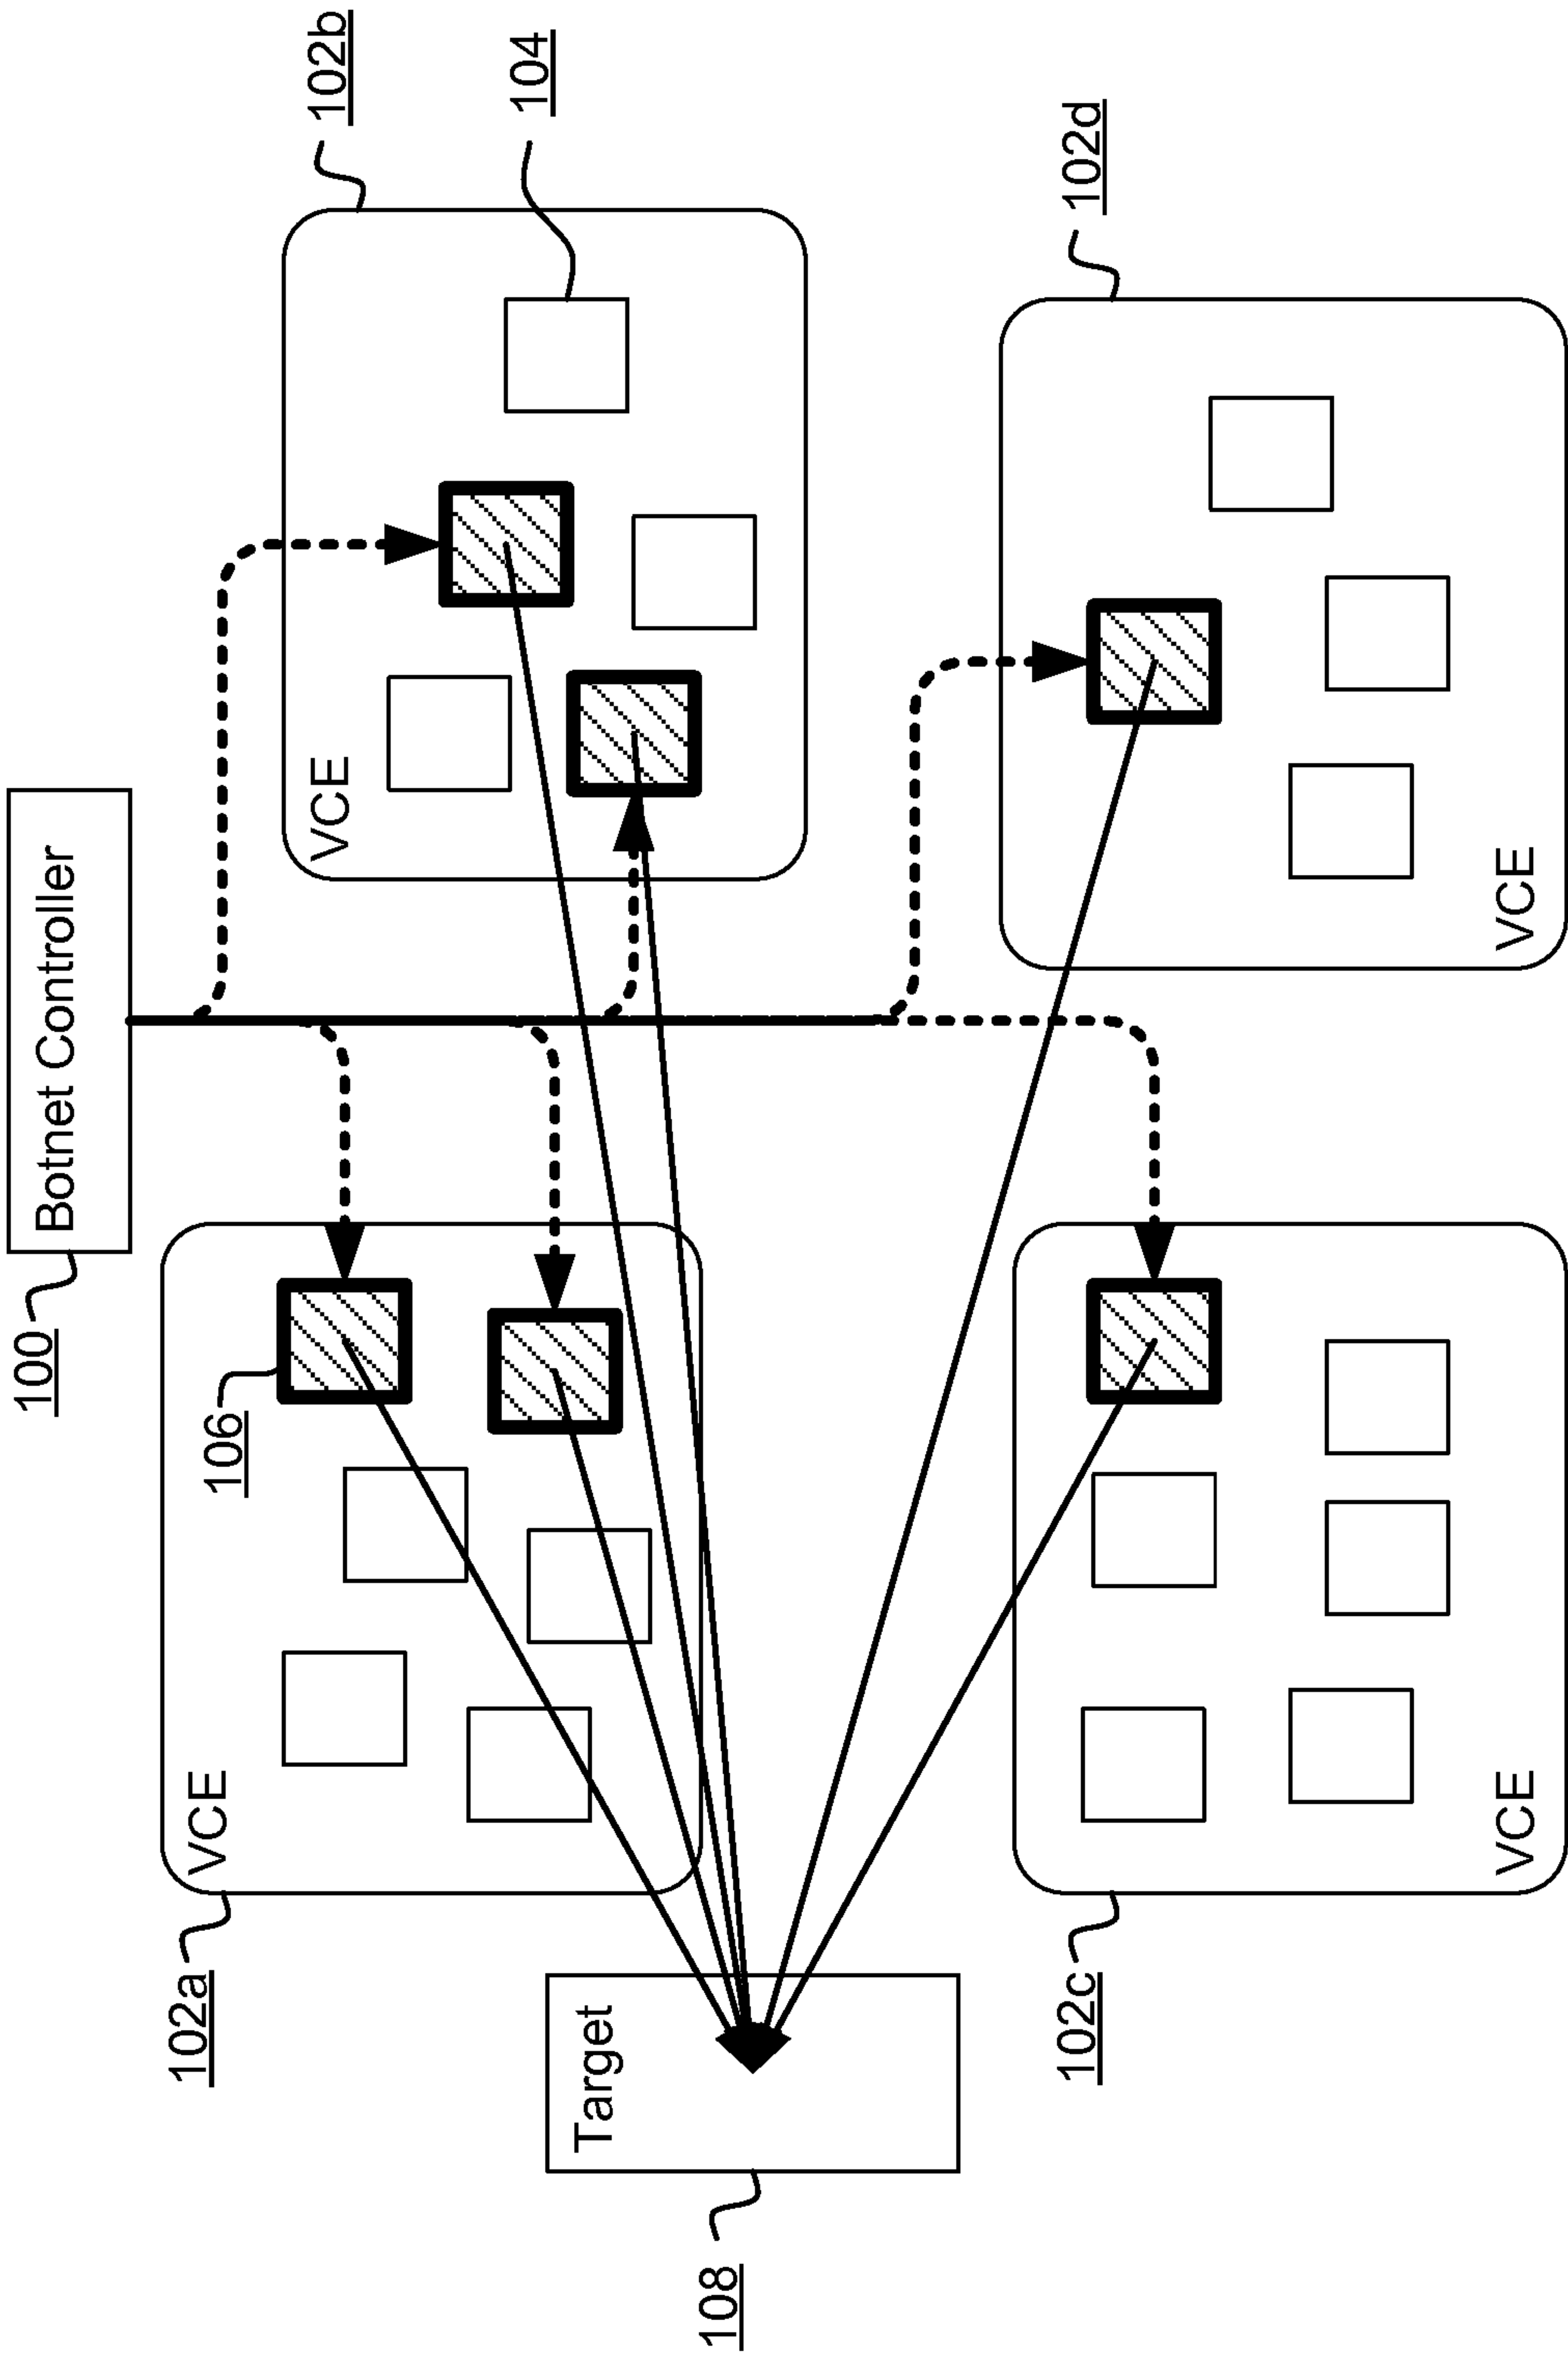 Botnet Controller
100
102a
VCE
106
102b
VCE
104
Target
108
102c
VCE
102d
VCE